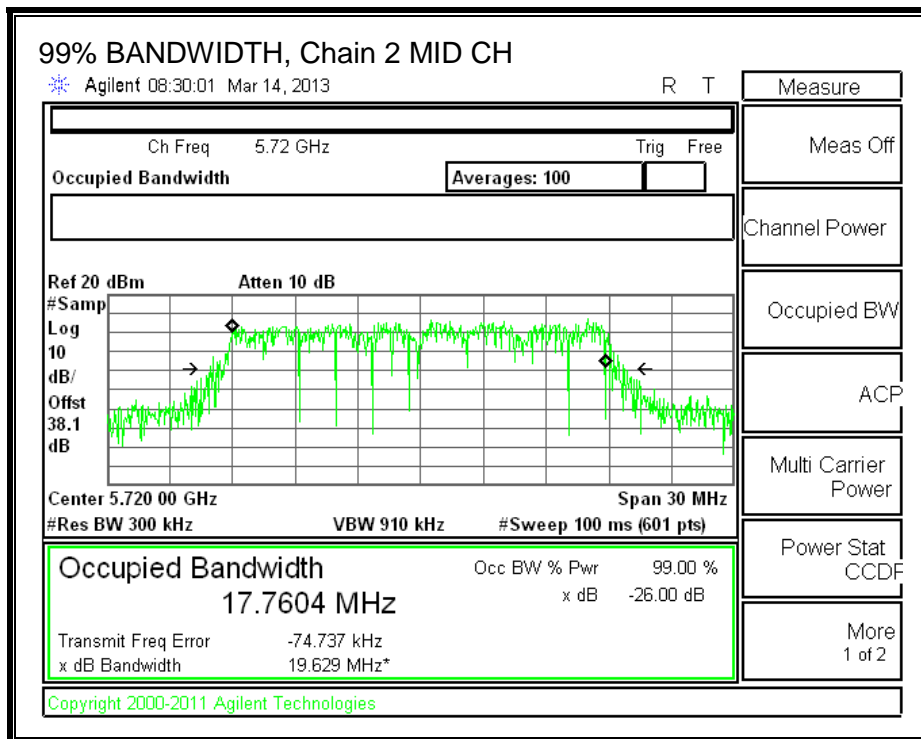 99% BANDWIDTH, Chain 2 MID CH
Agilent 08:30:01 Mar 14, 2013 R T
Ch Freq 5.72 GHz Trig Free
Occupied Bandwidth Averages: 100
Ref 20 dBm Atten 10 dB
#Samp
Log
10
dB/
Offst
38.1
dB
Center 5.720 00 GHz Span 30 MHz
#Res BW 300 kHz VBW 910 kHz #Sweep 100 ms (601 pts)
Occupied Bandwidth Occ BW % Pwr 99.00 %
17.7604 MHz x dB -26.00 dB
Transmit Freq Error -74.737 kHz
x dB Bandwidth 19.629 MHz*
Copyright 2000-2011 Agilent Technologies
Measure
Meas Off
Channel Power
Occupied BW
ACP
Multi Carrier
Power
Power Stat
CCDF
More
1 of 2